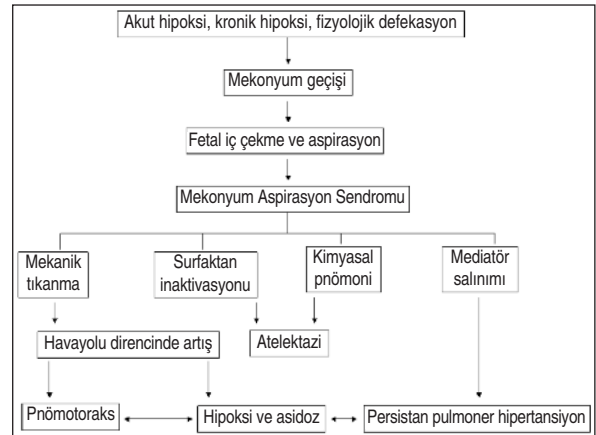 Akut hipoksi, kronik hipoksi, fizyolojik defekasyon
Mekonyum geçişi
Fetal iç çekme ve aspirasyon
Mekonyum Aspirasyon Sendromu
Mekanik
tıkanma
Surfaktan
inaktivasyonu
Kimyasal
pnömoni
Mediatör
salınımı
Havayolu direncinde artış
Atelektazi
Pnömotoraks
Hipoksi ve asidoz
Persistan pulmoner hipertansiyon